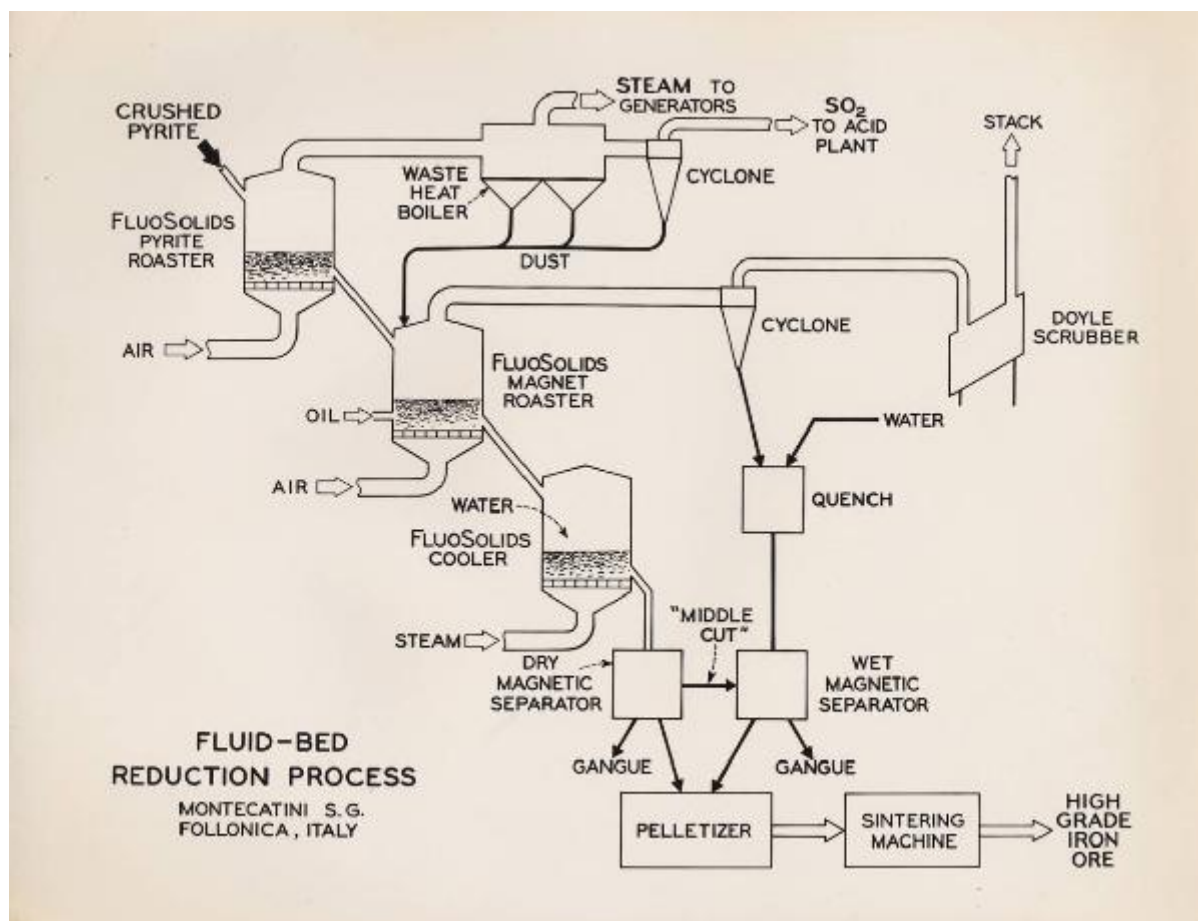 STEAM TO
GENERATORS
CRUSHED
PYRITE
SO2
TO ACID
PLANT
STACK
WASTE
HEAT
BOILER
CYCLONE
FLUOSOLIDS
PYRITE
ROASTER
DUST
CYCLONE
DOYLE
SCRUBBER
AIR
FLUOSOLIDS
MAGNET
ROASTER
OIL
WATER
AIR
WATER
QUENCH
FLUOSOLIDS
COOLER
"MIDDLE
CUT"
STEAM
DRY
MAGNETIC
SEPARATOR
WET
MAGNETIC
SEPARATOR
FLUID-BED
REDUCTION PROCESS
MONTECATINI S.G.
FOLLONICA, ITALY
GANGUE
GANGUE
PELLETIZER
SINTERING
MACHINE
HIGH
GRADE
IRON
ORE